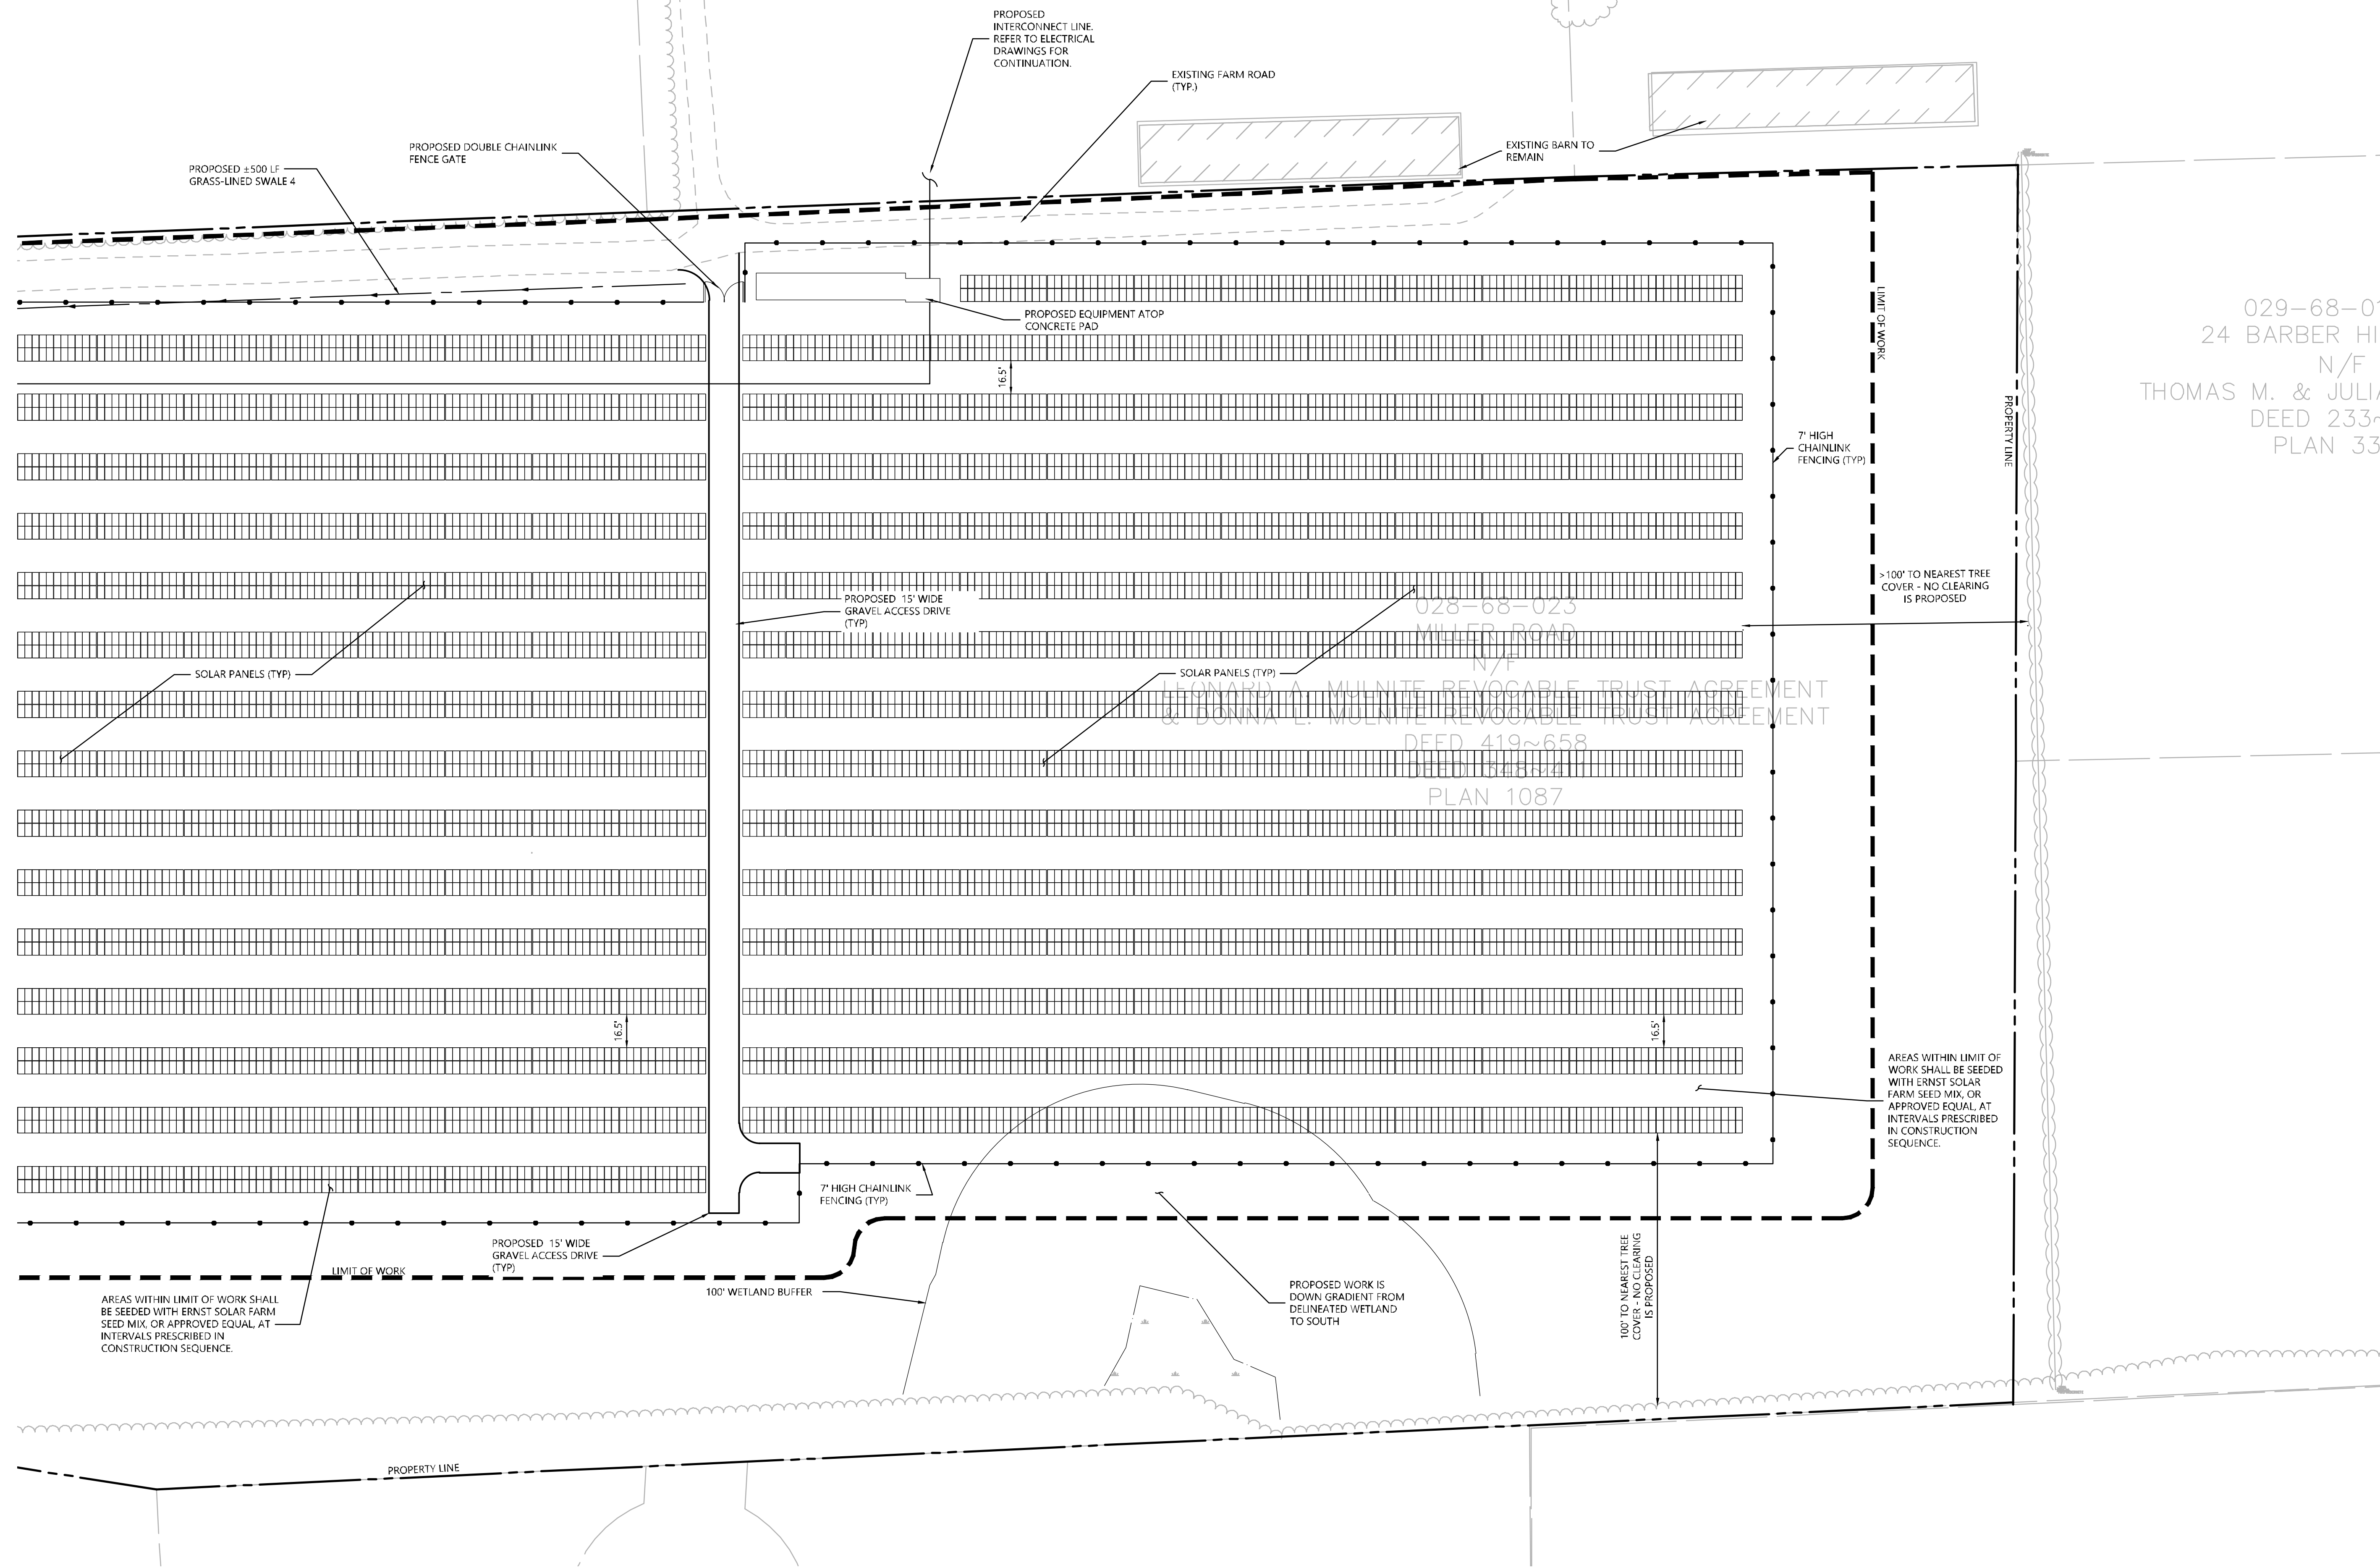 PROPOSED
INTERCONNECT LINE.
REFER TO ELECTRICAL
DRAWINGS FOR
CONTINUATION.
EXISTING FARM ROAD
(TYP.)
PROPOSED DOUBLE CHAINLINK
FENCE GATE
EXISTING BARN TO
REMAIN
PROPOSED ±500 LF
GRASS-LINED SWALE 4
PROPOSED EQUIPMENT ATOP
CONCRETE PAD
LIMIT OF WORK
029-68-0
24 BARBER HI
N/F
THOMAS M. & JULI
DEED 233~
PLAN 33
16.5'
PROPERTY LINE
7' HIGH
CHAINLINK
FENCING (TYP)
>100' TO NEAREST TREE
COVER - NO CLEARING
IS PROPOSED
PROPOSED 15' WIDE
GRAVEL ACCESS DRIVE
(TYP)
028-68-023
MILLER ROAD
N/F
LEONARD A. MULNITE REVOCABLE TRUST AGREEMENT
& DONNA L. MULNITE REVOCABLE TRUST AGREEMENT
DEED 419~658
DEED 348~4
PLAN 1087
SOLAR PANELS (TYP)
SOLAR PANELS (TYP)
16.5'
16.5'
AREAS WITHIN LIMIT OF
WORK SHALL BE SEEDED
WITH ERNST SOLAR
FARM SEED MIX, OR
APPROVED EQUAL, AT
INTERVALS PRESCRIBED
IN CONSTRUCTION
SEQUENCE.
7' HIGH CHAINLINK
FENCING (TYP)
PROPOSED 15' WIDE
GRAVEL ACCESS DRIVE
(TYP)
LIMIT OF WORK
100' WETLAND BUFFER
PROPOSED WORK IS
DOWN GRADIENT FROM
DELINEATED WETLAND
TO SOUTH
100' TO NEAREST TREE
COVER - NO CLEARING
IS PROPOSED
AREAS WITHIN LIMIT OF WORK SHALL
BE SEEDED WITH ERNST SOLAR FARM
SEED MIX, OR APPROVED EQUAL, AT
INTERVALS PRESCRIBED IN
CONSTRUCTION SEQUENCE.
PROPERTY LINE